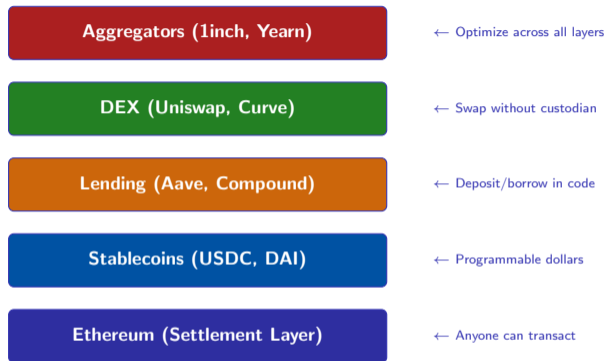 Aggregators (1inch, Yearn) ← Optimize across all layers
DEX (Uniswap, Curve) ← Swap without custodian
Lending (Aave, Compound) ← Deposit/borrow in code
Stablecoins (USDC, DAI) ← Programmable dollars
Ethereum (Settlement Layer) ← Anyone can transact